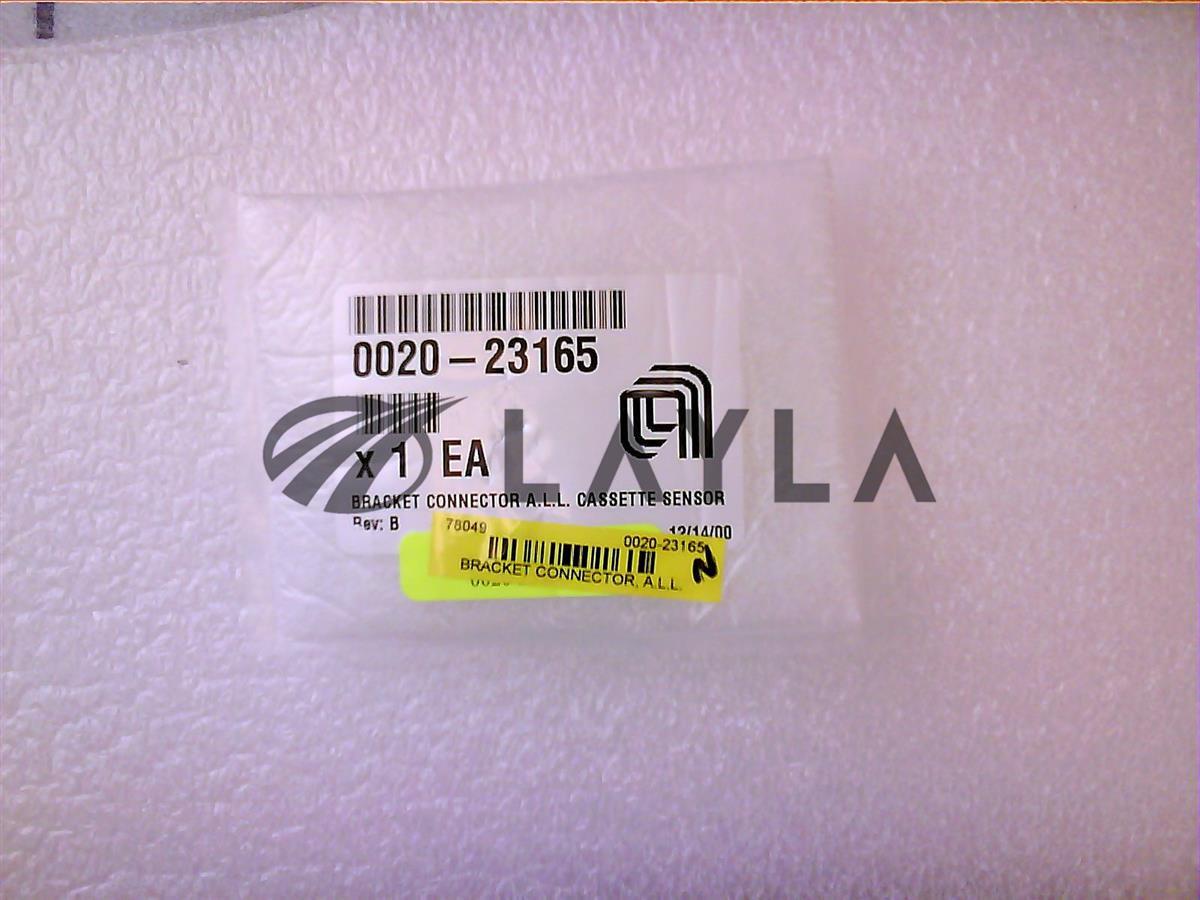 0020-23165
x 1 EA
LAYLA
BRACKET CONNECTOR A.L.L. CASSETTE SENSOR
Rev: B 12/14/00
78049
0020-23165
BRACKET CONNECTOR, A.L.L.
N